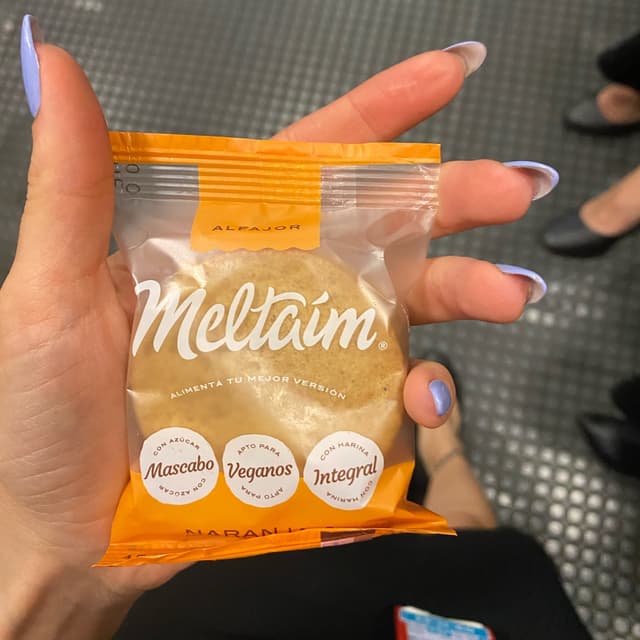 ALFAJOR
Meltaím®
ALIMENTÁ TU MEJOR VERSIÓN
CON AZÚCAR
Mascabo
CON AZÚCAR
APTO PARA
Veganos
APTO PARA
CON HARINA
Integral
CON HARINA